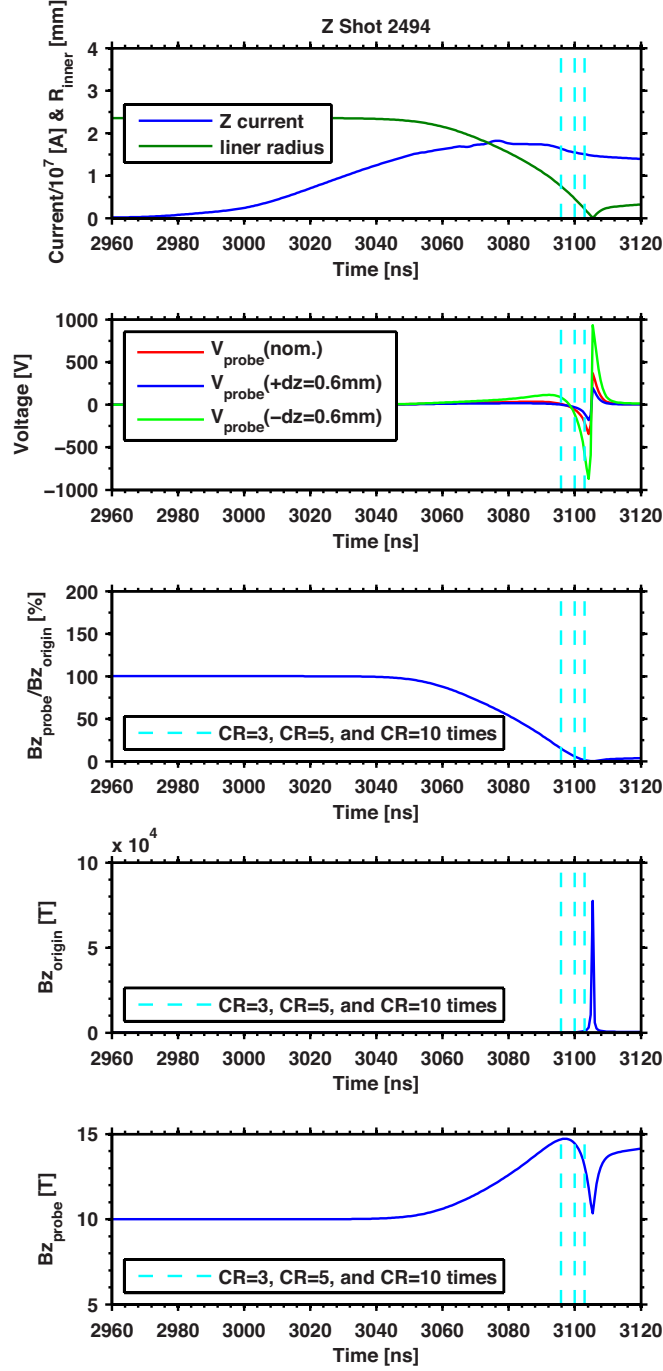 Z Shot 2494
Current/10^7 [A] & R_inner [mm]
4
3
2
1
0
Z current
liner radius
2960 2980 3000 3020 3040 3060 3080 3100 3120
Time [ns]
Voltage [V]
1000
500
0
−500
−1000
V_probe(nom.)
V_probe(+dz=0.6mm)
V_probe(−dz=0.6mm)
2960 2980 3000 3020 3040 3060 3080 3100 3120
Time [ns]
Bz_probe/Bz_origin [%]
200
150
100
50
0
CR=3, CR=5, and CR=10 times
2960 2980 3000 3020 3040 3060 3080 3100 3120
Time [ns]
x 10^4
Bz_origin [T]
10
5
0
CR=3, CR=5, and CR=10 times
2960 2980 3000 3020 3040 3060 3080 3100 3120
Time [ns]
Bz_probe [T]
15
10
5
CR=3, CR=5, and CR=10 times
2960 2980 3000 3020 3040 3060 3080 3100 3120
Time [ns]